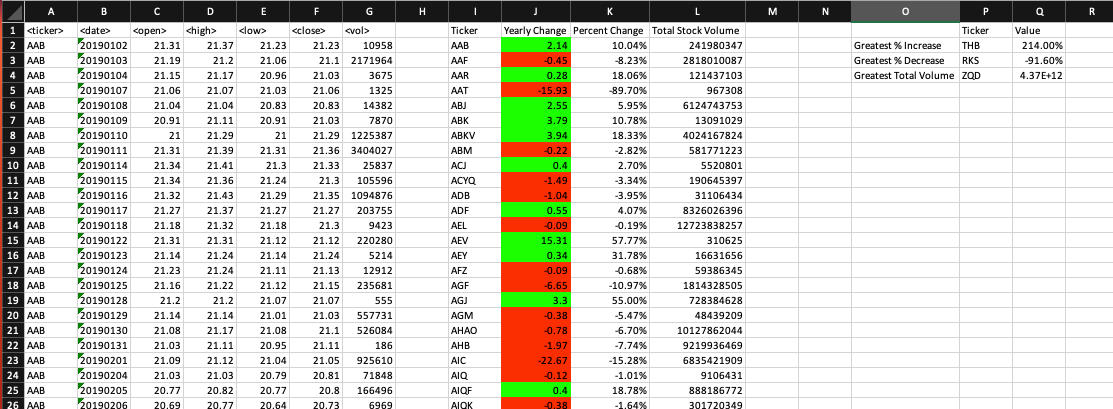 A B C D E F G H I J K L M N O P Q R
1 <ticker> <date> <open> <high> <low> <close> <vol> Ticker Yearly Change Percent Change Total Stock Volume Ticker Value
2 AAB 20190102 21.31 21.37 21.23 21.23 10958 AAB 2.14 10.04% 241980347 Greatest % Increase THB 214.00%
3 AAB 20190103 21.19 21.2 21.06 21.1 2171964 AAF -0.45 -8.23% 2818010087 Greatest % Decrease RKS -91.60%
4 AAB 20190104 21.15 21.17 20.96 21.03 3675 AAR 0.28 18.06% 121437103 Greatest Total Volume ZQD 4.37E+12
5 AAB 20190107 21.06 21.07 21.03 21.06 1325 AAT -15.93 -89.70% 967308
6 AAB 20190108 21.04 21.04 20.83 20.83 14382 ABJ 2.55 5.95% 6124743753
7 AAB 20190109 20.91 21.11 20.91 21.03 7870 ABK 3.79 10.78% 13091029
8 AAB 20190110 21 21.29 21 21.29 1225387 ABKV 3.94 18.33% 4024167824
9 AAB 20190111 21.31 21.39 21.31 21.36 3404027 ABM -0.22 -2.82% 581771223
10 AAB 20190114 21.34 21.41 21.3 21.33 25837 ACJ 0.4 2.70% 5520801
11 AAB 20190115 21.34 21.36 21.24 21.3 105596 ACYQ -1.49 -3.34% 190645397
12 AAB 20190116 21.32 21.43 21.29 21.35 1094876 ADB -1.04 -3.95% 31106434
13 AAB 20190117 21.27 21.37 21.27 21.27 203755 ADF 0.55 4.07% 8326026396
14 AAB 20190118 21.18 21.32 21.18 21.3 9423 AEL -0.09 -0.19% 12723838257
15 AAB 20190122 21.31 21.31 21.12 21.12 220280 AEV 15.31 57.77% 310625
16 AAB 20190123 21.14 21.24 21.14 21.24 5214 AEY 0.34 31.78% 16631656
17 AAB 20190124 21.23 21.24 21.11 21.13 12912 AFZ -0.09 -0.68% 59386345
18 AAB 20190125 21.16 21.22 21.12 21.15 235681 AGF -6.65 -10.97% 1814328505
19 AAB 20190128 21.2 21.2 21.07 21.07 555 AGJ 3.3 55.00% 728384628
20 AAB 20190129 21.14 21.14 21.01 21.03 557731 AGM -0.38 -5.47% 48439209
21 AAB 20190130 21.08 21.17 21.08 21.1 526084 AHAO -0.78 -6.70% 10127862044
22 AAB 20190131 21.03 21.11 20.95 21.11 186 AHB -1.97 -7.74% 9219936469
23 AAB 20190201 21.09 21.12 21.04 21.05 925610 AIC -22.67 -15.28% 6835421909
24 AAB 20190204 21.03 21.03 20.79 20.81 71848 AIQ -0.12 -1.01% 9106431
25 AAB 20190205 20.77 20.82 20.77 20.8 166496 AIQF 0.4 18.78% 888186772
26 AAB 20190206 20.69 20.77 20.64 20.73 6969 AIQK -0.38 -1.64% 301720349